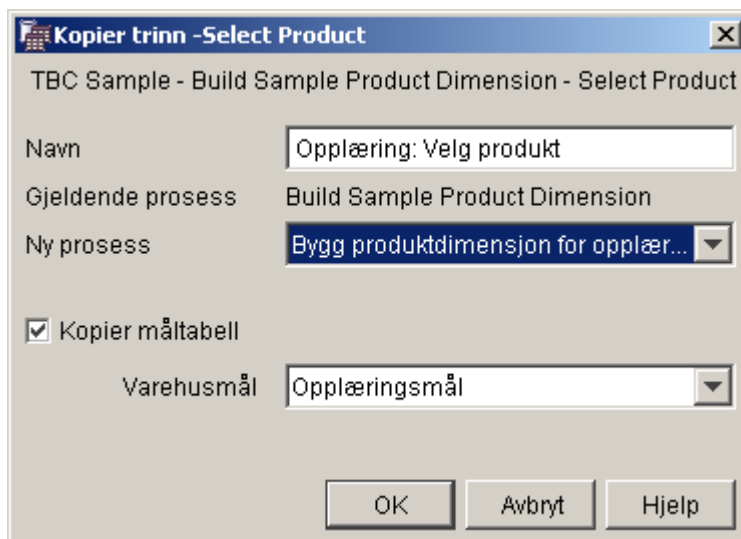 Kopier trinn -Select Product
TBC Sample - Build Sample Product Dimension - Select Product
Navn Opplæring: Velg produkt
Gjeldende prosess Build Sample Product Dimension
Ny prosess Bygg produktdimensjon for opplær...
Kopier måltabell
Varehusmål Opplæringsmål
OK Avbryt Hjelp